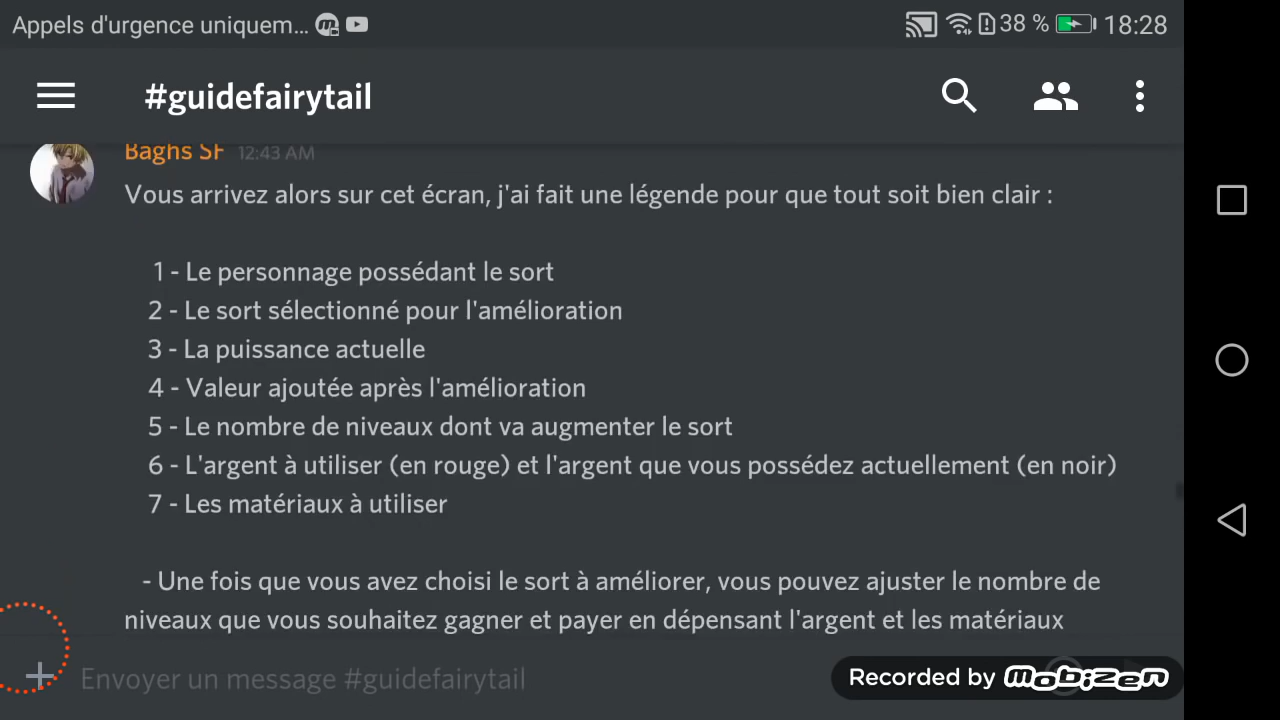 Appels d'urgence uniquem... 38 % 18:28
#guidefairytail
Baghs SF 12:43 AM
Vous arrivez alors sur cet écran, j'ai fait une légende pour que tout soit bien clair :
1 - Le personnage possédant le sort
2 - Le sort sélectionné pour l'amélioration
3 - La puissance actuelle
4 - Valeur ajoutée après l'amélioration
5 - Le nombre de niveaux dont va augmenter le sort
6 - L'argent à utiliser (en rouge) et l'argent que vous possédez actuellement (en noir)
7 - Les matériaux à utiliser
- Une fois que vous avez choisi le sort à améliorer, vous pouvez ajuster le nombre de
niveaux que vous souhaitez gagner et payer en dépensant l'argent et les matériaux
Envoyer un message #guidefairytail
Recorded by mobizen